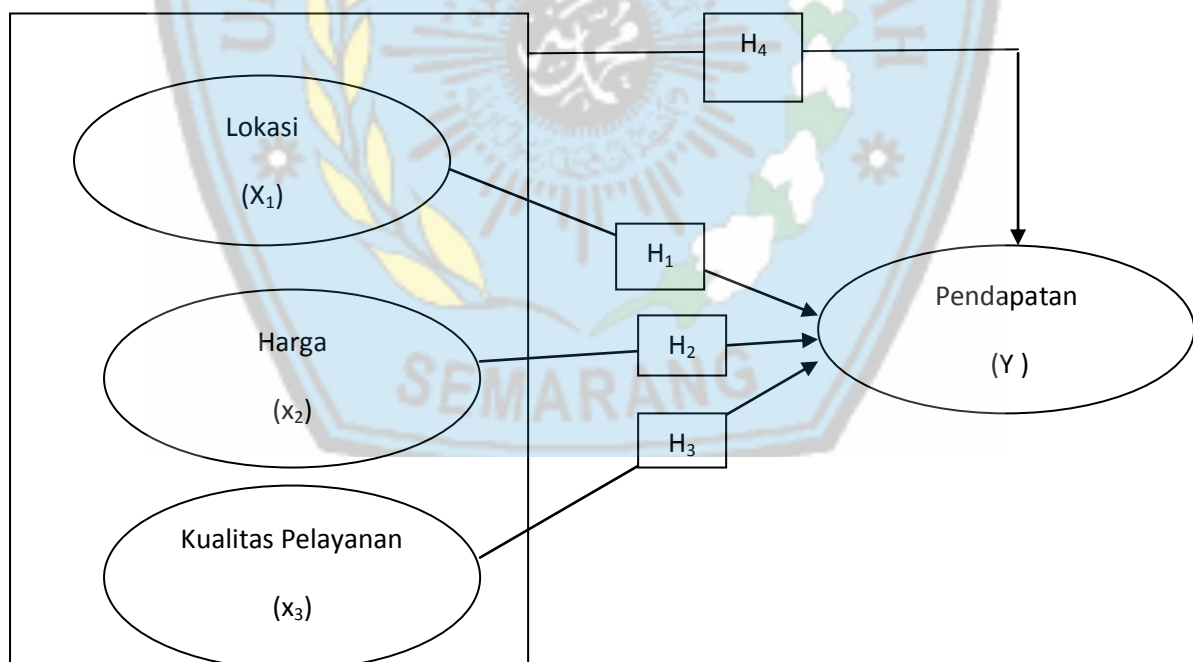 H₄
Lokasi
(X₁)
H₁
Pendapatan
(Y )
Harga
(x₂)
H₂
SEMARANG
H₃
Kualitas Pelayanan
(x₃)